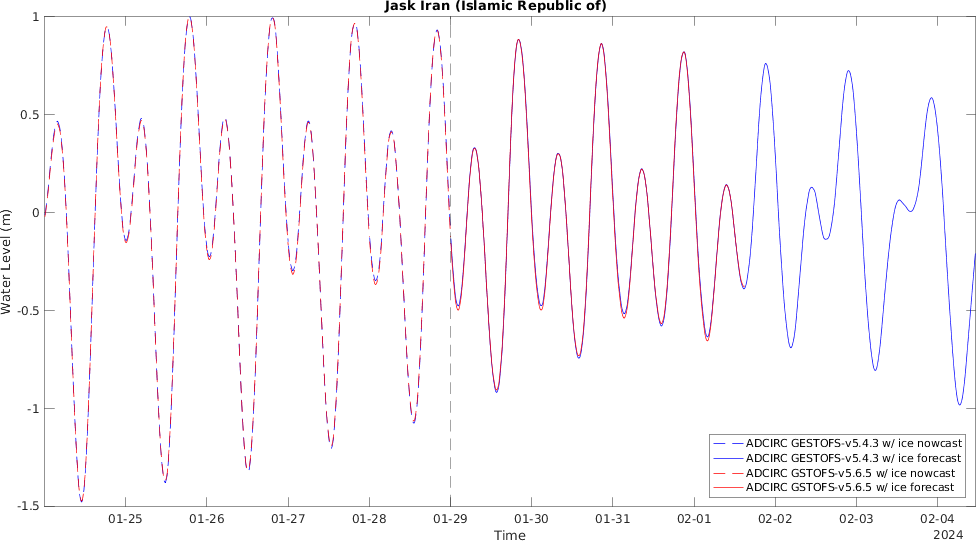 Jask Iran (Islamic Republic of)
1
0.5
0
-0.5
-1
-1.5
Water Level (m)
ADCIRC GESTOFS-v5.4.3 w/ ice nowcast
ADCIRC GESTOFS-v5.4.3 w/ ice forecast
ADCIRC GSTOFS-v5.6.5 w/ ice nowcast
ADCIRC GSTOFS-v5.6.5 w/ ice forecast
01-25 01-26 01-27 01-28 01-29 01-30 01-31 02-01 02-02 02-03 02-04
Time
2024